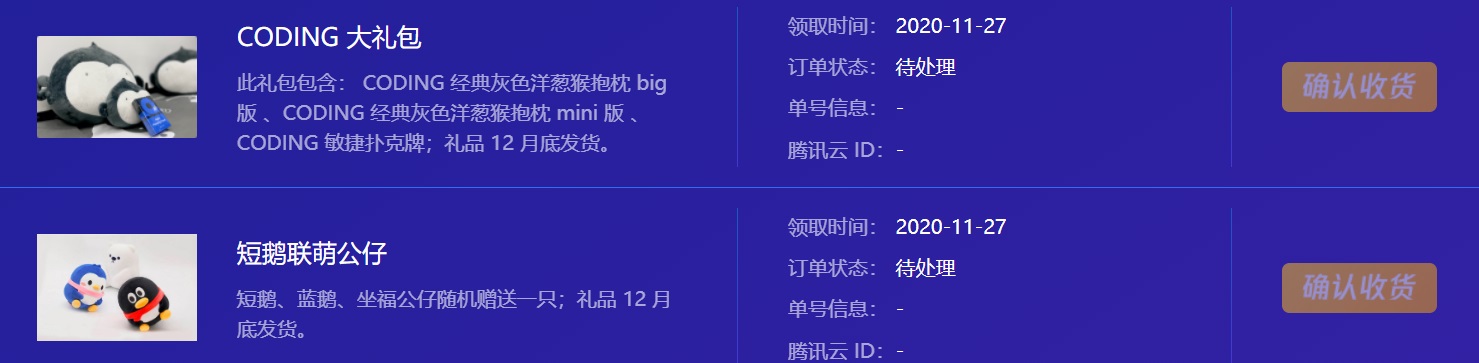 CODING 大礼包
此礼包包含： CODING 经典灰色洋葱猴抱枕 big
版 、CODING 经典灰色洋葱猴抱枕 mini 版 、
CODING 敏捷扑克牌；礼品 12 月底发货。
领取时间： 2020-11-27
订单状态： 待处理
单号信息： -
腾讯云 ID： -
确认收货
短鹅联萌公仔
短鹅、蓝鹅、坐福公仔随机赠送一只；礼品 12 月
底发货。
领取时间： 2020-11-27
订单状态： 待处理
单号信息： -
腾讯云 ID： -
确认收货